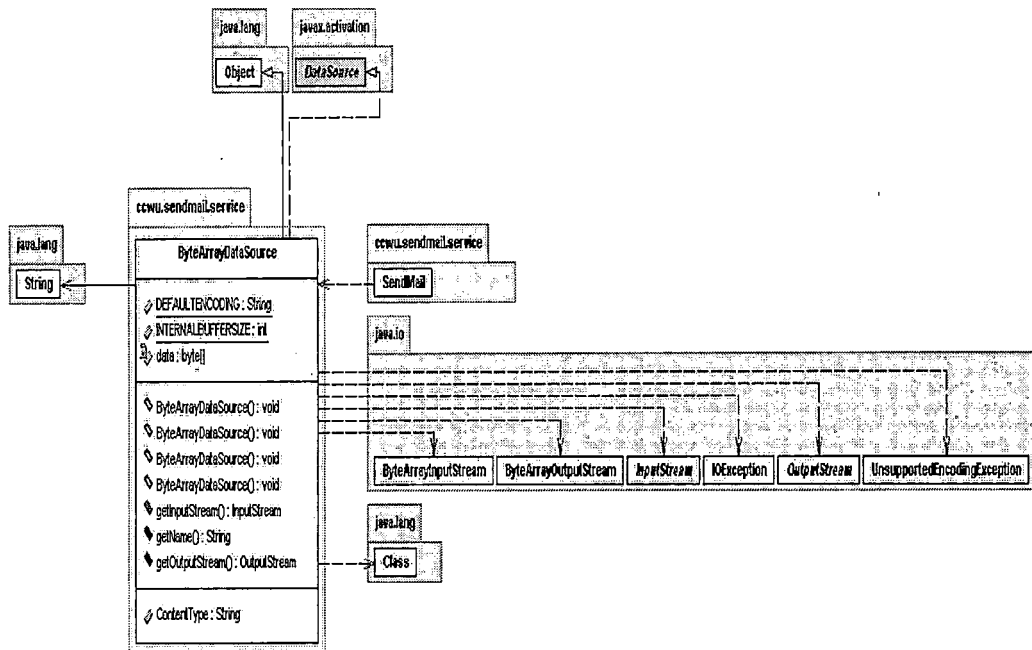 java.lang
javax.activation
Object
DataSource
ccwu.sendmail.service
java.lang
String
ByteArrayDataSource
ccwu.sendmail.service
SendMail
DEFAULTENCODING : String
INTERNALBUFFERSIZE : int
data : byte[]
java.io
ByteArrayDataSource() : void
ByteArrayDataSource() : void
ByteArrayDataSource() : void
ByteArrayDataSource() : void
getInputStream() : InputStream
getName() : String
getOutputStream() : OutputStream
ByteArrayInputStream
ByteArrayOutputStream
InputStream
IOException
OutputStream
UnsupportedEncodingException
java.lang
Class
ContentType : String